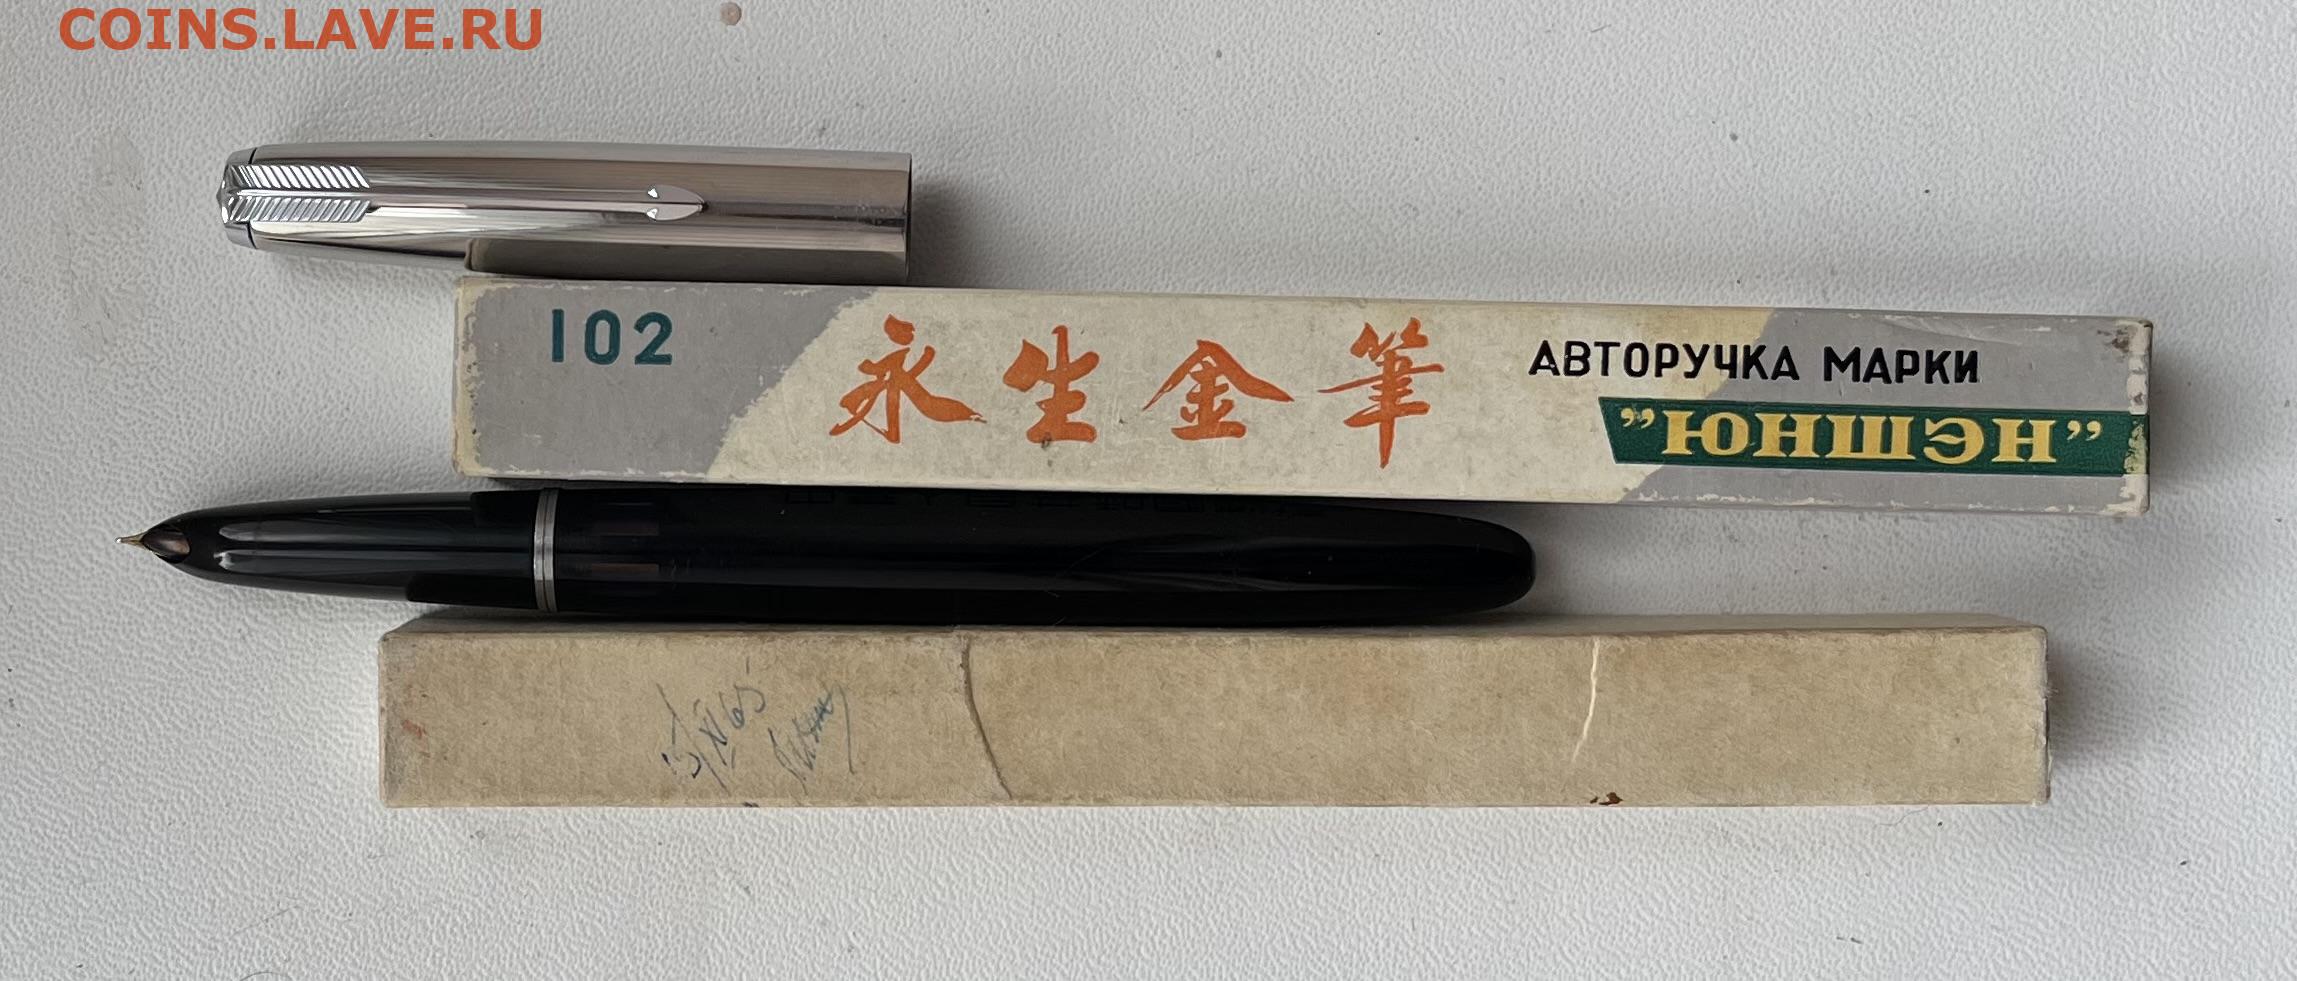 COINS.LAVE.RU
102
永生金筆
АВТОРУЧКА МАРКИ
"ЮНШЭН"